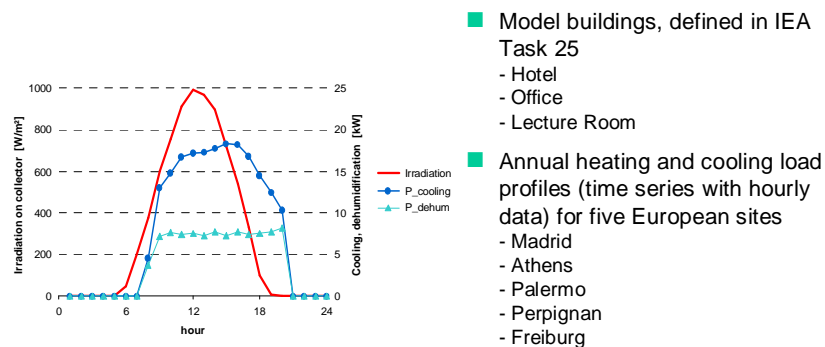 Model buildings, defined in IEA
Task 25
- Hotel
- Office
- Lecture Room
Annual heating and cooling load
profiles (time series with hourly
data) for five European sites
- Madrid
- Athens
- Palermo
- Perpignan
- Freiburg
Irradiation on collector [W/m²]
1000
800
600
400
200
0
0 6 12 18 24
hour
25
20
15
10
5
0
Cooling, dehumidification [kW]
Irradiation
P_cooling
P_dehum